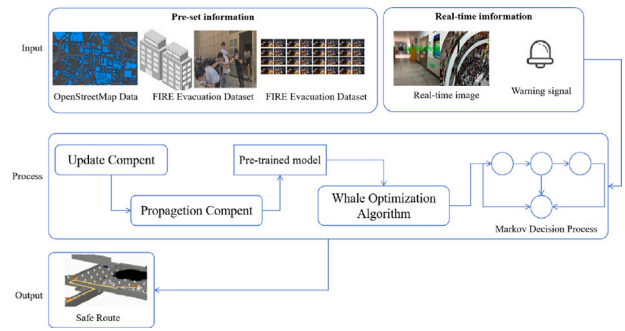 Pre-set information
Real-time imformation
Input
OpenStreetMap Data
FIRE Evacuation Dataset
FIRE Evacuation Dataset
Real-time image
Warning signal
Process
Update Compent
Pre-trained model
Propagetion Compent
Whale Optimization
Algorithm
Markov Decision Process
Output
Safe Route